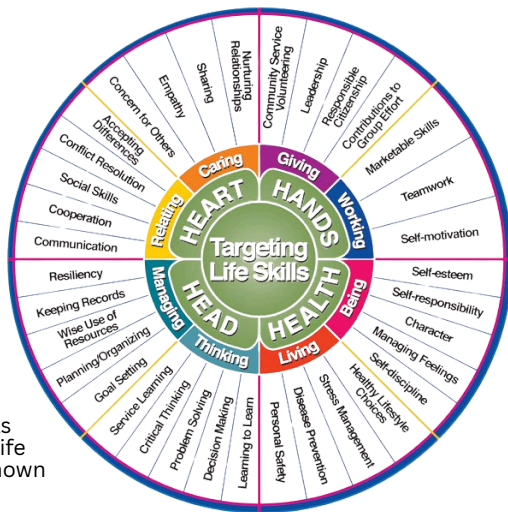 Targeting
Life Skills
HEART
HANDS
HEALTH
HEAD
Caring
Giving
Working
Being
Living
Thinking
Managing
Relating
Nurturing
Relationships
Sharing
Empathy
Concern for Others
Accepting
Differences
Conflict Resolution
Social Skills
Cooperation
Communication
Community Service
Volunteering
Leadership
Responsible
Citizenship
Contributions to
Group Effort
Marketable Skills
Teamwork
Self-motivation
Self-esteem
Self-responsibility
Character
Managing Feelings
Self-discipline
Healthy Lifestyle
Choices
Stress Management
Disease Prevention
Personal Safety
Learning to Learn
Decision Making
Problem Solving
Critical Thinking
Service Learning
Goal Setting
Planning/Organizing
Wise Use of
Resources
Keeping Records
Resiliency